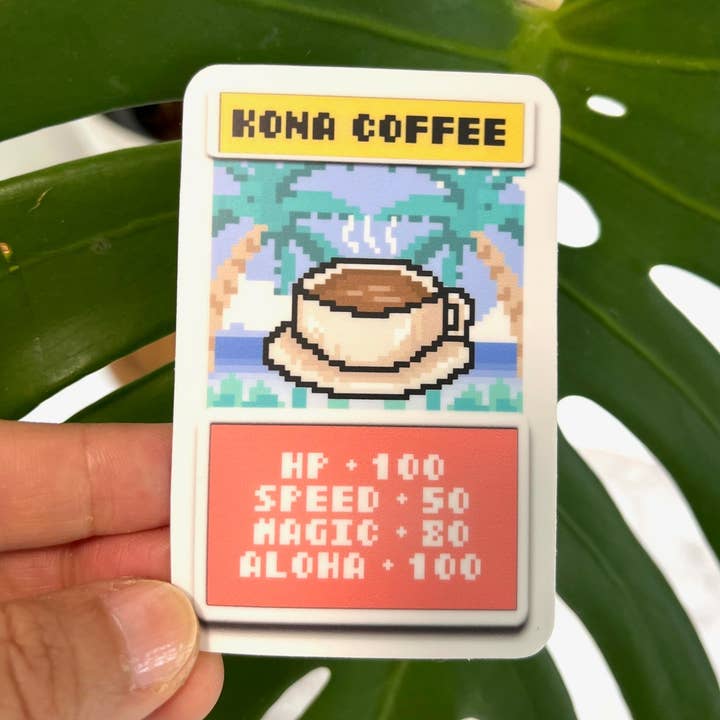 KONA COFFEE
HP + 100
SPEED + 50
MAGIC + 80
ALOHA + 100